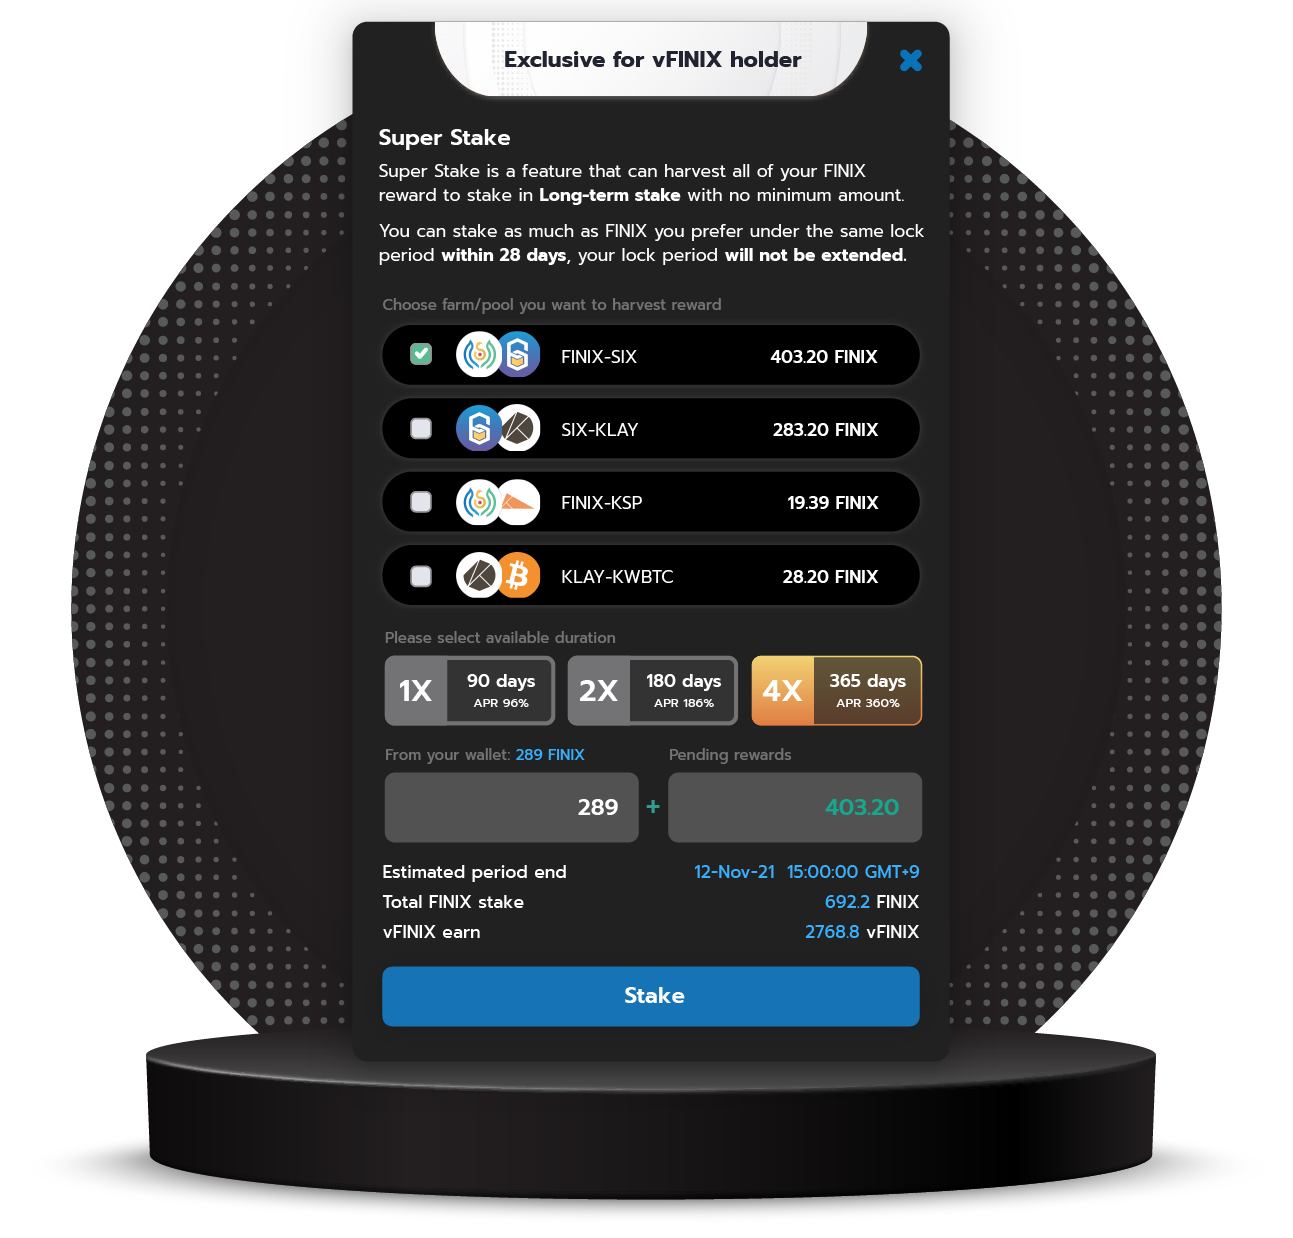 Exclusive for vFINIX holder
Super Stake
Super Stake is a feature that can harvest all of your FINIX
reward to stake in Long-term stake with no minimum amount.
You can stake as much as FINIX you prefer under the same lock
period within 28 days, your lock period will not be extended.
Choose farm/pool you want to harvest reward
FINIX-SIX 403.20 FINIX
SIX-KLAY 283.20 FINIX
FINIX-KSP 19.39 FINIX
KLAY-KWBTC 28.20 FINIX
Please select available duration
1X 90 days APR 96%
2X 180 days APR 186%
4X 365 days APR 360%
From your wallet: 289 FINIX
Pending rewards
289 + 403.20
Estimated period end 12-Nov-21 15:00:00 GMT+9
Total FINIX stake 692.2 FINIX
vFINIX earn 2768.8 vFINIX
Stake